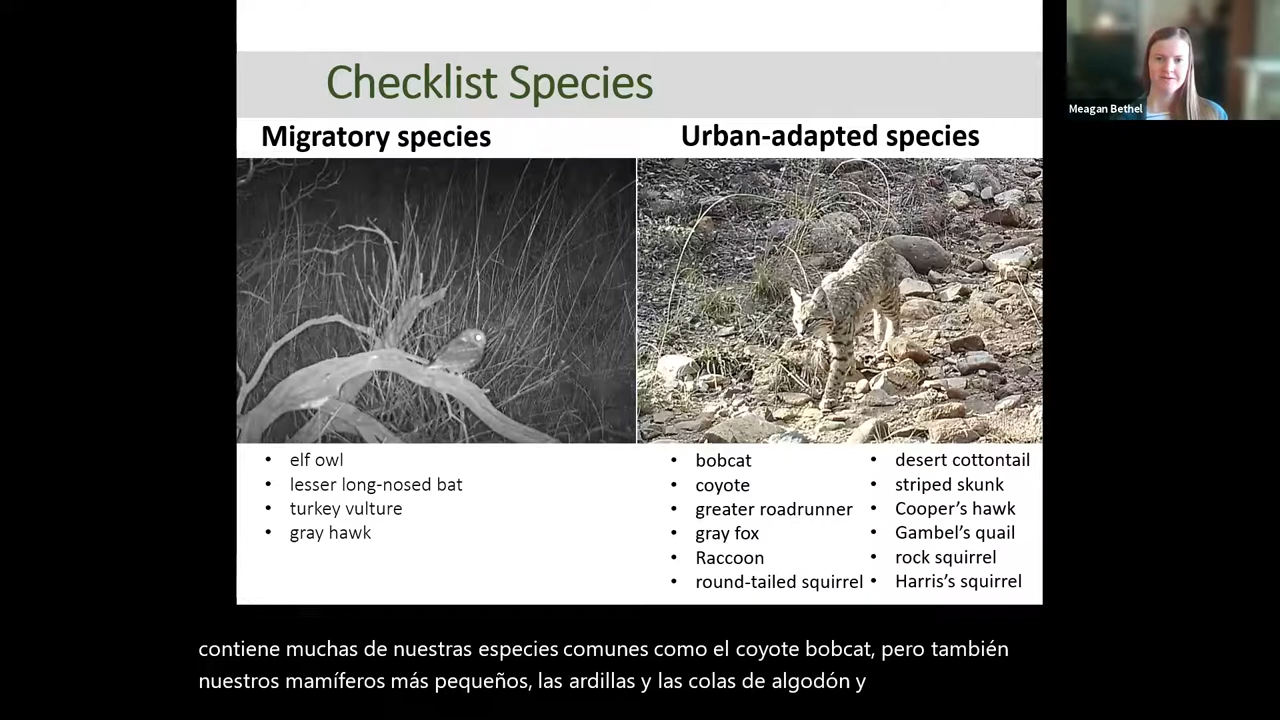 Checklist Species
Meagan Bethel
Migratory species
Urban-adapted species
• elf owl
• lesser long-nosed bat
• turkey vulture
• gray hawk
• bobcat
• coyote
• greater roadrunner
• gray fox
• Raccoon
• round-tailed squirrel
• desert cottontail
• striped skunk
• Cooper's hawk
• Gambel's quail
• rock squirrel
• Harris's squirrel
contiene muchas de nuestras especies comunes como el coyote bobcat, pero también
nuestros mamíferos más pequeños, las ardillas y las colas de algodón y